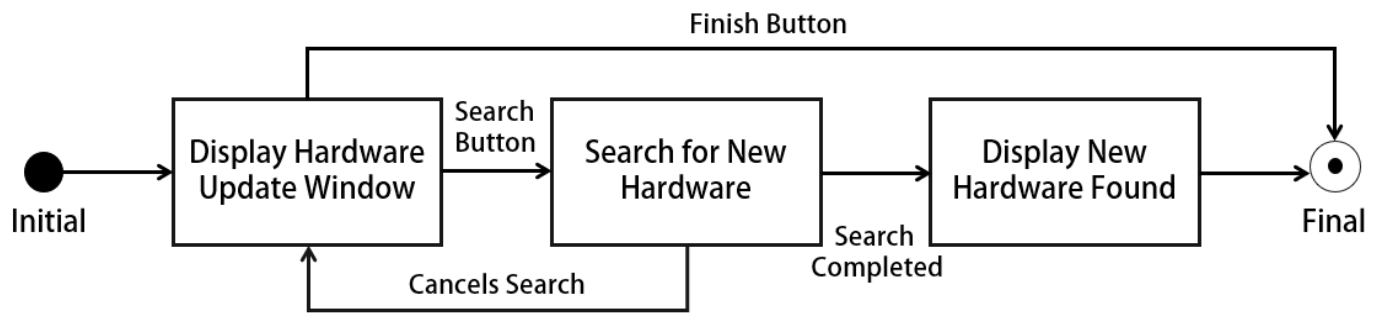 Finish Button
Search
Button
Display Hardware
Update Window
Search for New
Hardware
Display New
Hardware Found
Initial
Final
Search
Completed
Cancels Search